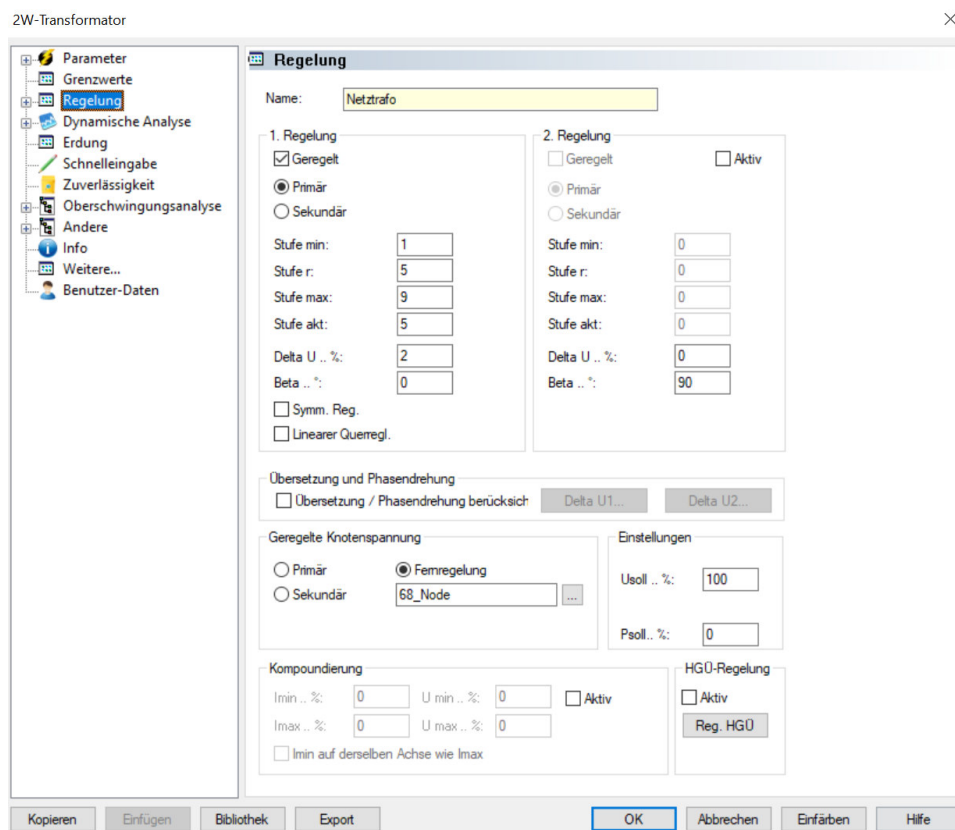 2W-Transformator
Parameter
Grenzwerte
Regelung
Dynamische Analyse
Erdung
Schnelleingabe
Zuverlässigkeit
Oberschwingungsanalyse
Andere
Info
Weitere...
Benutzer-Daten
Regelung
Name: Netztrafo
1. Regelung
Geregelt
Primär
Sekundär
Stufe min: 1
Stufe r: 5
Stufe max: 9
Stufe akt: 5
Delta U .. %: 2
Beta .. °: 0
Symm. Reg.
Linearer Querregl.
2. Regelung
Geregelt Aktiv
Primär
Sekundär
Stufe min: 0
Stufe r: 0
Stufe max: 0
Stufe akt: 0
Delta U .. %: 0
Beta .. °: 90
Übersetzung und Phasendrehung
Übersetzung / Phasendrehung berücksich Delta U1... Delta U2...
Geregelte Knotenspannung
Primär Fernregelung
Sekundär 68_Node ...
Einstellungen
Usoll .. %: 100
Psoll.. %: 0
Kompoundierung
Imin .. %: 0 U min .. %: 0 Aktiv
Imax .. %: 0 U max .. %: 0
Imin auf derselben Achse wie Imax
HGÜ-Regelung
Aktiv
Reg. HGÜ
Kopieren Einfügen Bibliothek Export OK Abbrechen Einfärben Hilfe